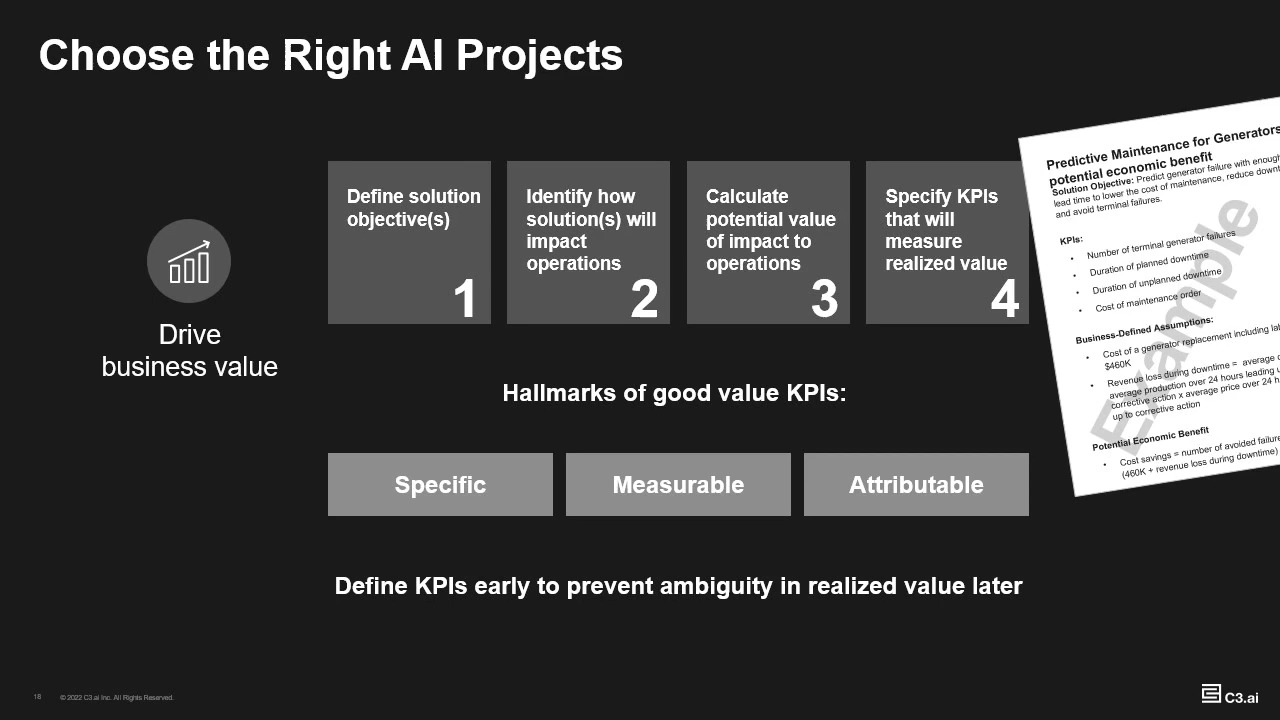 Choose the Right AI Projects
Drive
business value
Define solution
objective(s)
1
Identify how
solution(s) will
impact
operations
2
Calculate
potential value
of impact to
operations
3
Specify KPIs
that will
measure
realized value
4
Hallmarks of good value KPIs:
Specific
Measurable
Attributable
Define KPIs early to prevent ambiguity in realized value later
Predictive Maintenance for Generators
potential economic benefit
Solution Objective: Predict generator failure with enough
lead time to lower the cost of maintenance, reduce
and avoid terminal failures.
KPIs:
• Number of terminal generator failures
• Duration of planned downtime
• Duration of unplanned downtime
• Cost of maintenance order
Business-Defined Assumptions:
• Cost of a generator replacement including
$460K
• Revenue loss during downtime = average
average production over 24 hours leading
corrective action x average price over 24
up to corrective action
Potential Economic Benefit
• Cost savings = number of avoided
(460K + revenue loss during downtime)
Example
18
© 2022 C3.ai Inc. All Rights Reserved.
C3.ai